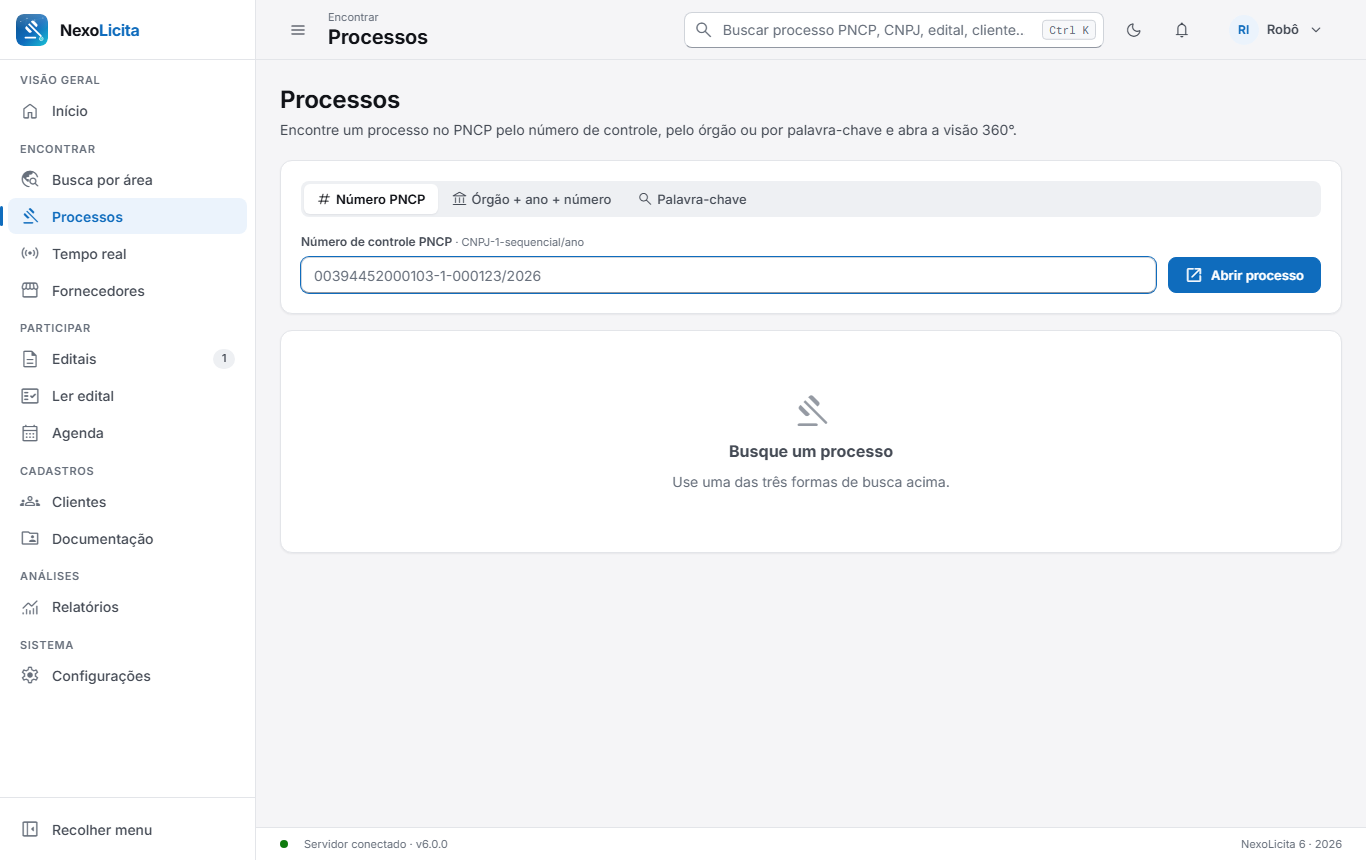 NexoLicita
VISÃO GERAL
Início
ENCONTRAR
Busca por área
Processos
Tempo real
Fornecedores
PARTICIPAR
Editais 1
Ler edital
Agenda
CADASTROS
Clientes
Documentação
ANÁLISES
Relatórios
SISTEMA
Configurações
Recolher menu
Encontrar
Processos
Buscar processo PNCP, CNPJ, edital, cliente.. Ctrl K
RI Robô
Processos
Encontre um processo no PNCP pelo número de controle, pelo órgão ou por palavra-chave e abra a visão 360°.
# Número PNCP Órgão + ano + número Palavra-chave
Número de controle PNCP · CNPJ-1-sequencial/ano
00394452000103-1-000123/2026 Abrir processo
Busque um processo
Use uma das três formas de busca acima.
Servidor conectado · v6.0.0 NexoLicita 6 · 2026